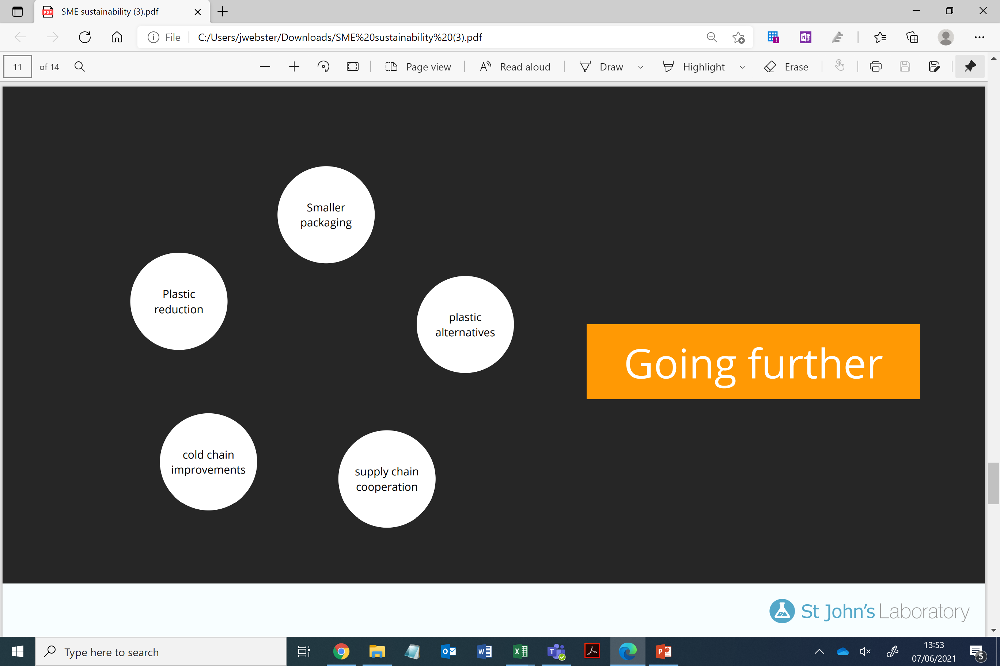 SME sustainability (3).pdf
File
C:/Users/jwebster/Downloads/SME%20sustainability%20(3).pdf
11 of 14
Page view
Read aloud
Draw
Highlight
Erase
Smaller
packaging
Plastic
reduction
plastic
alternatives
Going further
cold chain
improvements
supply chain
cooperation
St John's Laboratory
Type here to search
13:53
07/06/2021
5